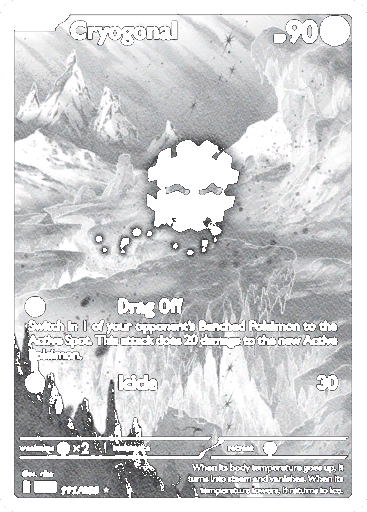 Cryogonal
90
Drag Off
Switch in 1 of your opponent's Benched Pokémon to the
Active Spot. This attack does 20 damage to the new Active
Pokémon.
Icicle 30
weakness ×2 resistance retreat
When its body temperature goes up, it
turns into steam and vanishes. When its
temperature lowers, it returns to ice.